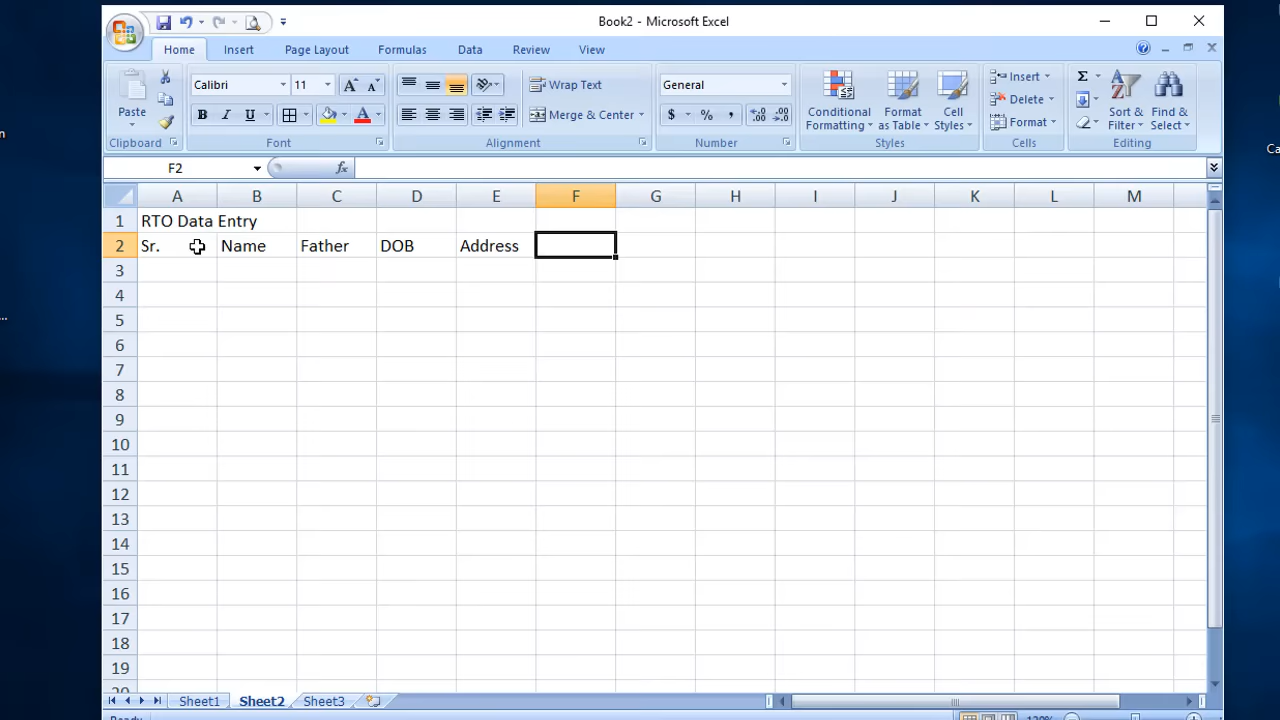 Book2 - Microsoft Excel
Home Insert Page Layout Formulas Data Review View
Calibri 11 A A Wrap Text General Σ Insert
Paste B I U A Merge & Center $ % , Conditional Formatting Format as Table Cell Styles Delete Format Sort & Filter Find & Select
Clipboard Font Alignment Number Styles Cells Editing
F2 fx
A B C D E F G H I J K L M
1 RTO Data Entry
2 Sr. Name Father DOB Address
3
4
5
6
7
8
9
10
11
12
13
14
15
16
17
18
19
Sheet1 Sheet2 Sheet3